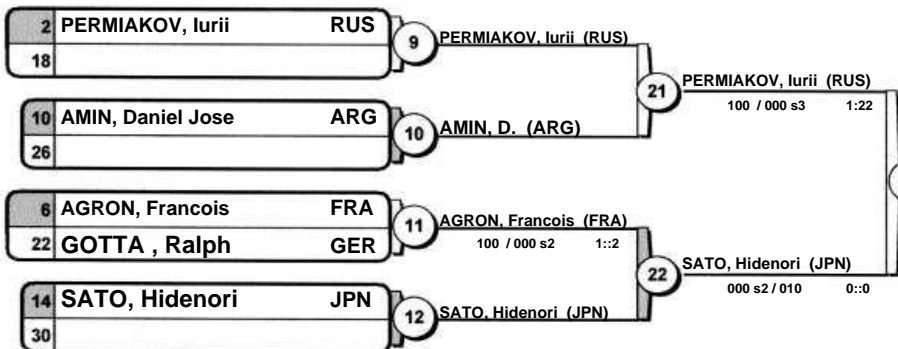 2 PERMIAKOV, Iurii RUS
18
9
PERMIAKOV, Iurii (RUS)
10 AMIN, Daniel Jose ARG
26
10
AMIN, D. (ARG)
21
PERMIAKOV, Iurii (RUS)
100 / 000 s3 1:22
6 AGRON, Francois FRA
22 GOTTA , Ralph GER
11
AGRON, Francois (FRA)
100 / 000 s2 1::2
14 SATO, Hidenori JPN
30
12
SATO, Hidenori (JPN)
22
SATO, Hidenori (JPN)
000 s2 / 010 0::0